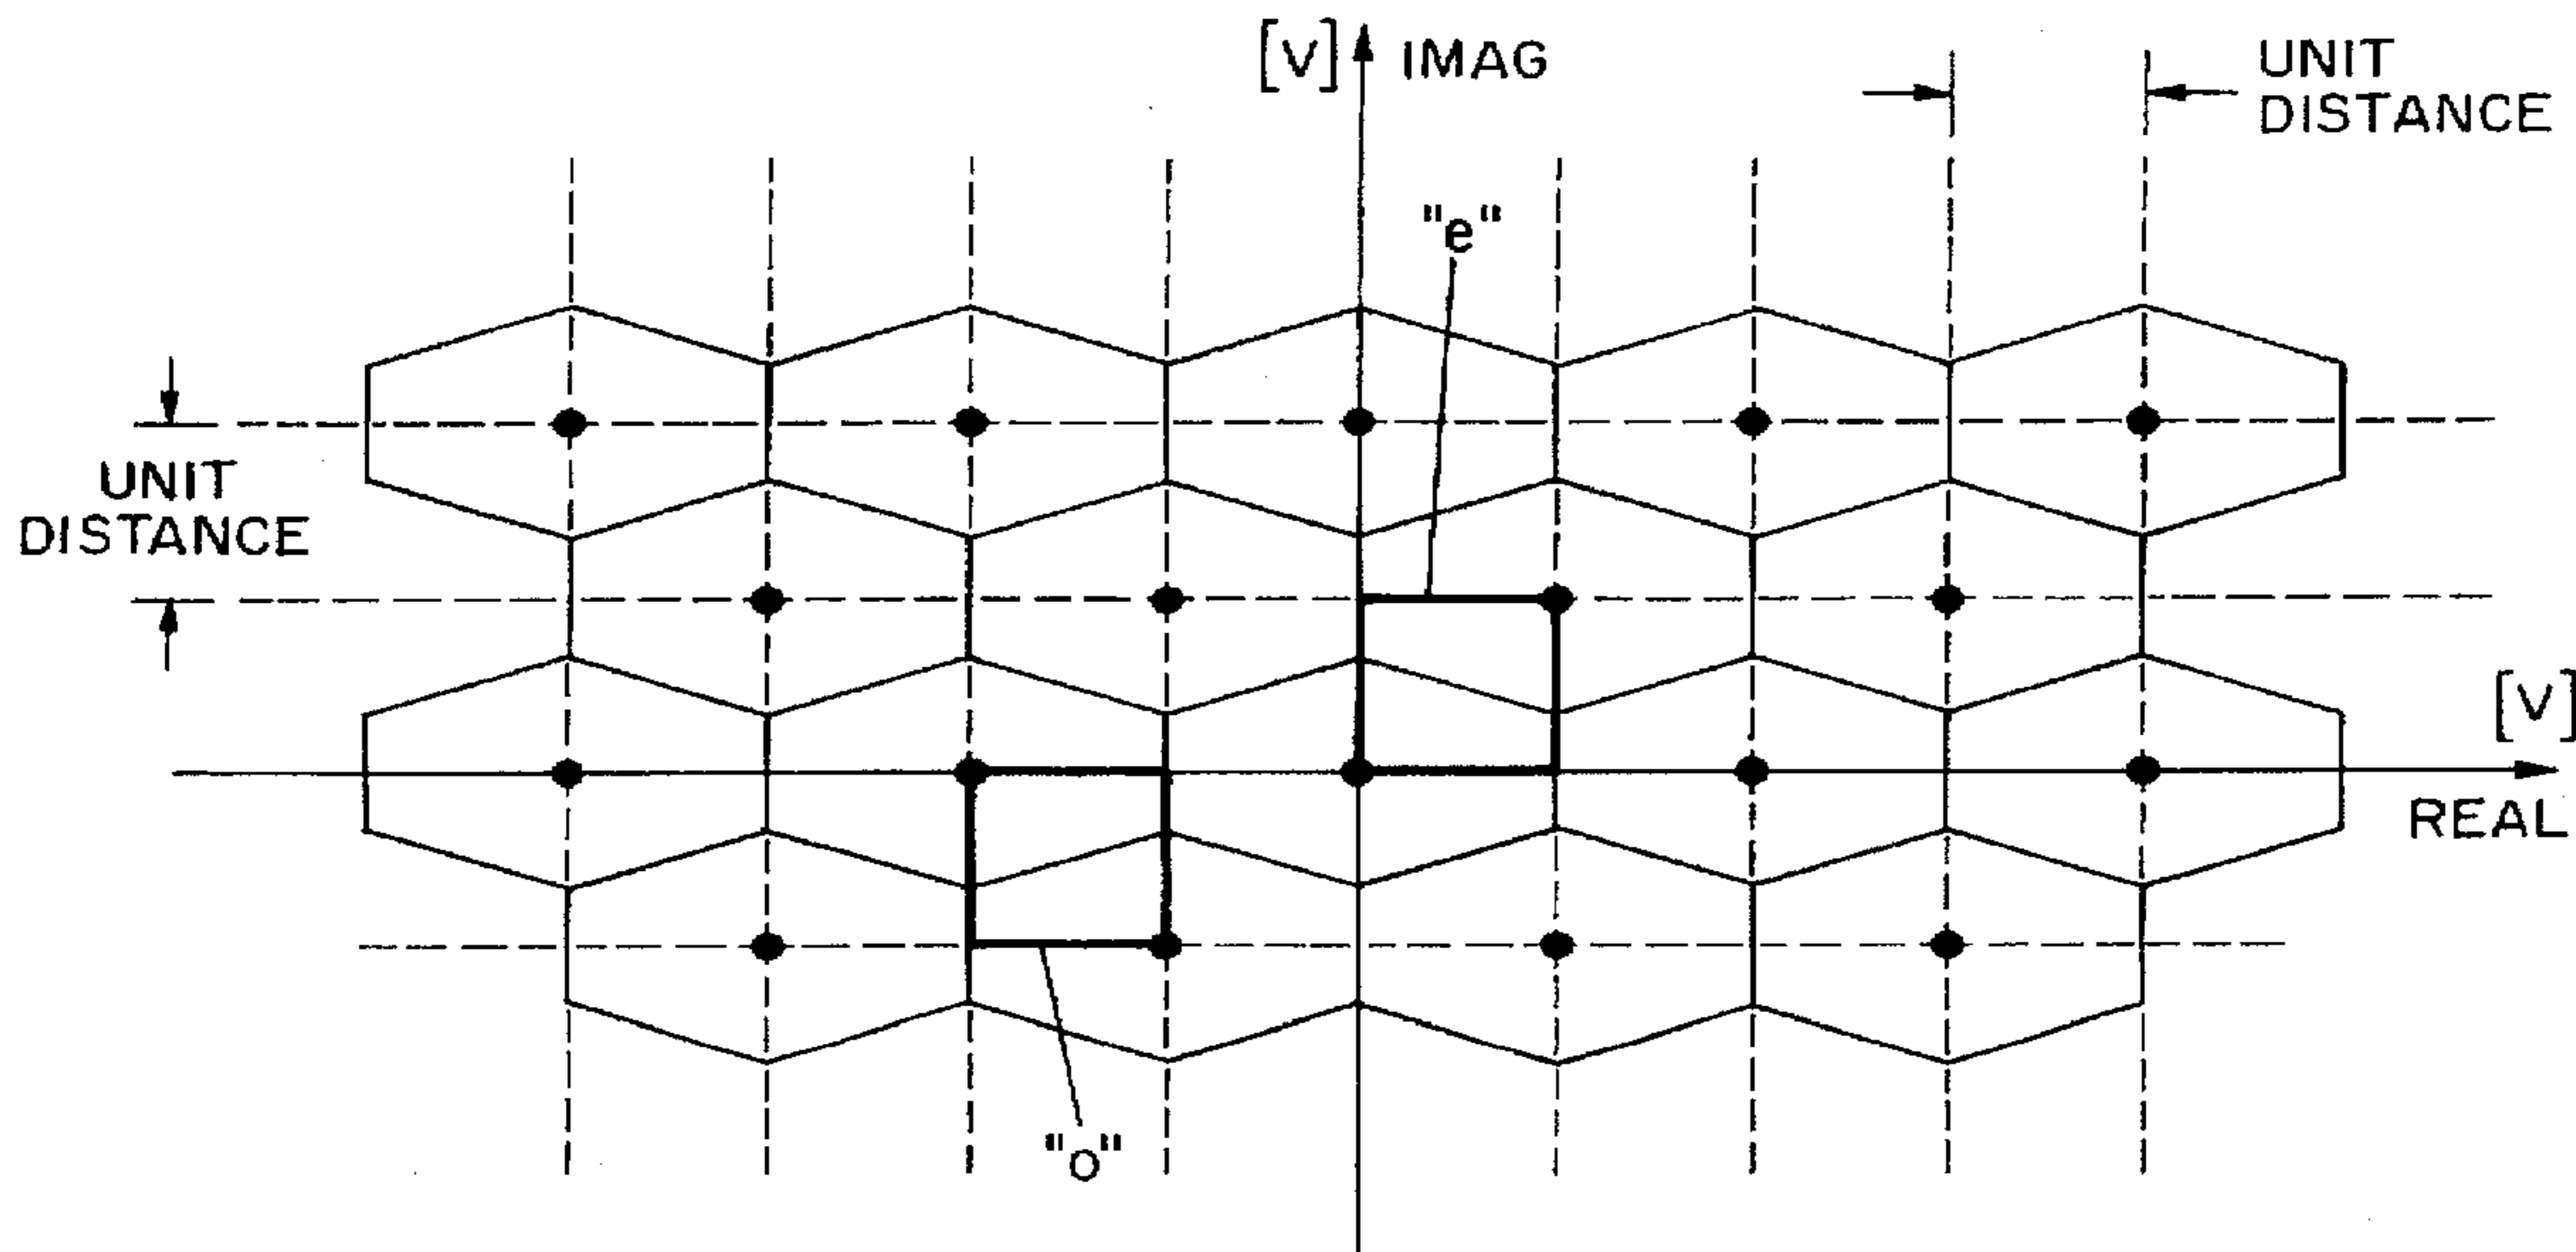 [V] IMAG
UNIT
DISTANCE
"e"
UNIT
DISTANCE
[V]
REAL
"o"